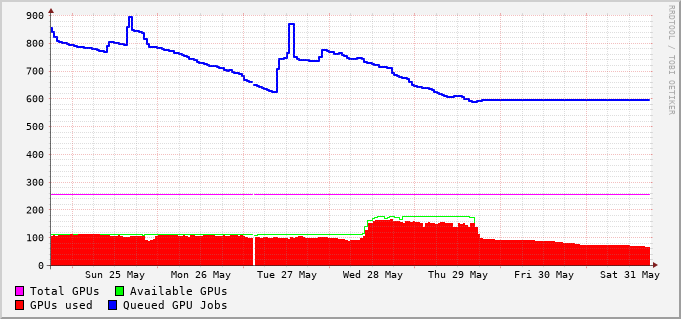 900
800
700
600
500
400
300
200
100
0
Sun 25 May Mon 26 May Tue 27 May Wed 28 May Thu 29 May Fri 30 May Sat 31 May
Total GPUs Available GPUs
GPUs used Queued GPU Jobs
RRDTOOL / TOBI OETIKER